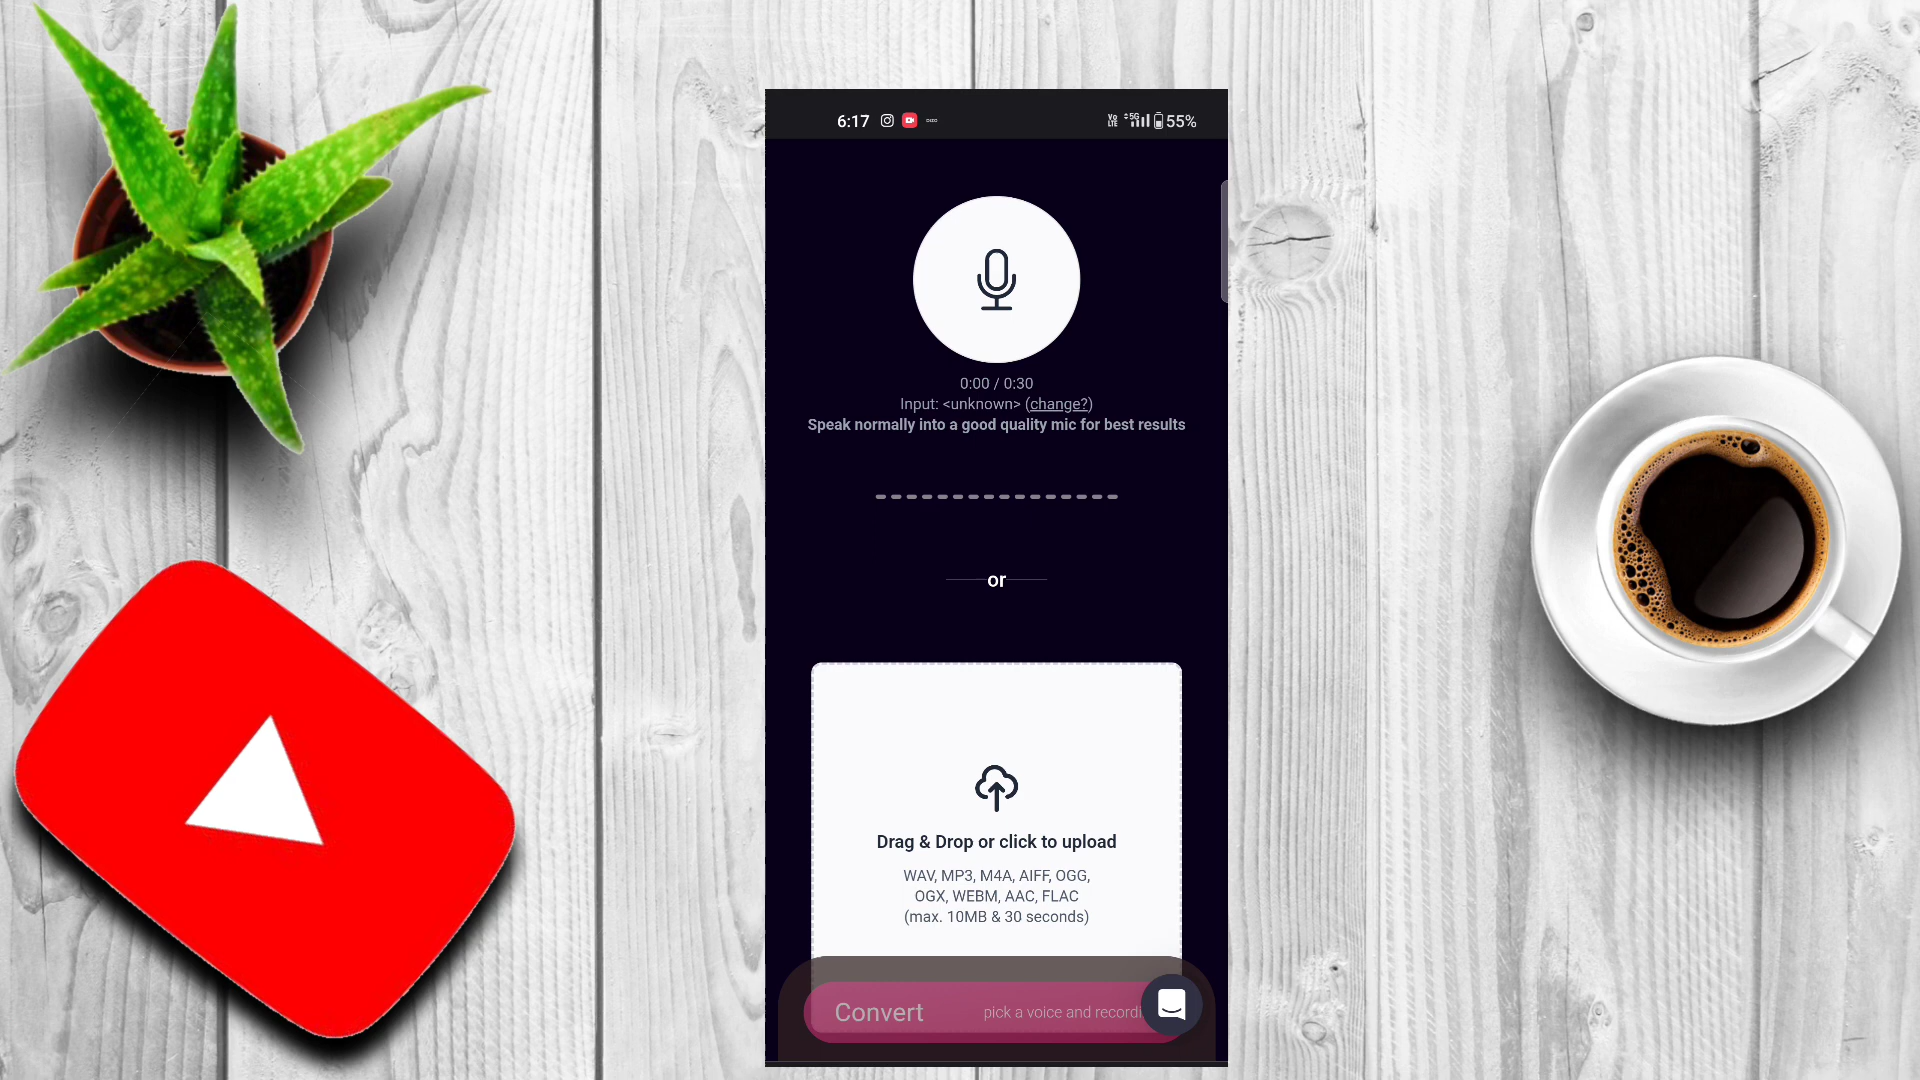 6:17
55%
0:00 / 0:30
Input: <unknown> (change?)
Speak normally into a good quality mic for best results
or
Drag & Drop or click to upload
WAV, MP3, M4A, AIFF, OGG,
OGX, WEBM, AAC, FLAC
(max. 10MB & 30 seconds)
Convert
pick a voice and recordi